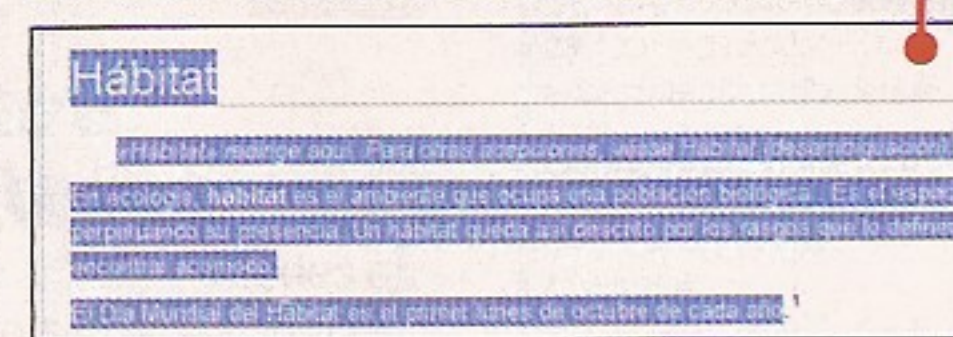 Hábitat
«Hábitat» redirige aquí. Para otras acepciones, véase Hábitat (desambiguación).
En ecología, hábitat es el ambiente que ocupa una población biológica. Es el espac
perpetuando su presencia. Un hábitat queda así descrito por los rasgos que lo definen
encuentra acomodo.
El Día Mundial del Hábitat es el primer lunes de octubre de cada año.¹